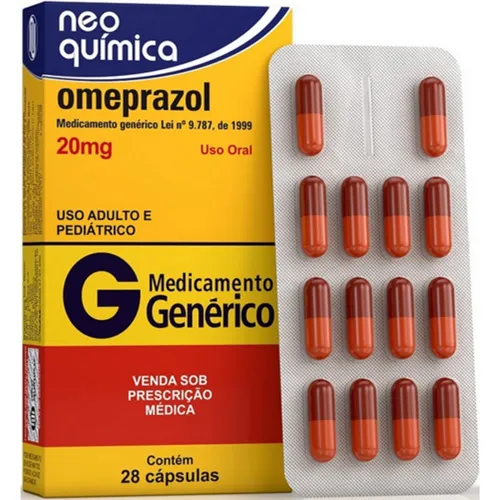 neo
química
omeprazol
Medicamento genérico Lei nº 9.787, de 1999
20mg
Uso Oral
USO ADULTO E
PEDIÁTRICO
G Medicamento
Genérico
VENDA SOB
PRESCRIÇÃO
MÉDICA
Contém
28 cápsulas